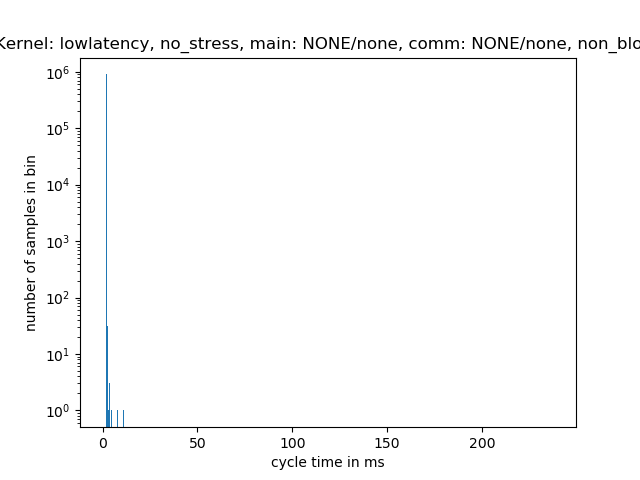 Kernel: lowlatency, no_stress, main: NONE/none, comm: NONE/none, non_blo
10⁶
10⁵
10⁴
10³
10²
10¹
10⁰
number of samples in bin
0 50 100 150 200
cycle time in ms